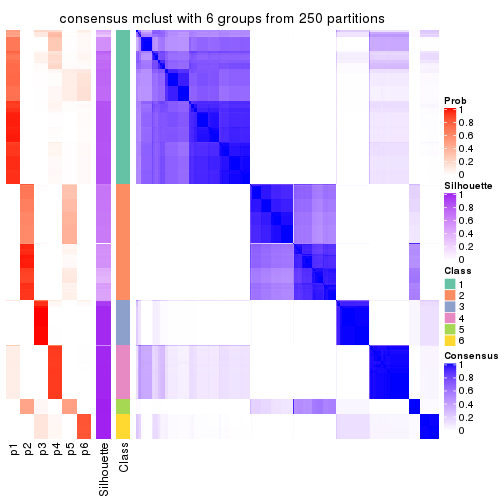 consensus mclust with 6 groups from 250 partitions
Prob
1
0.8
0.6
0.4
0.2
0
Silhouette
1
0.8
0.6
0.4
0.2
0
Class
1
2
3
4
5
6
Consensus
1
0.8
0.6
0.4
0.2
0
p1
p2
p3
p4
p5
p6
Silhouette
Class